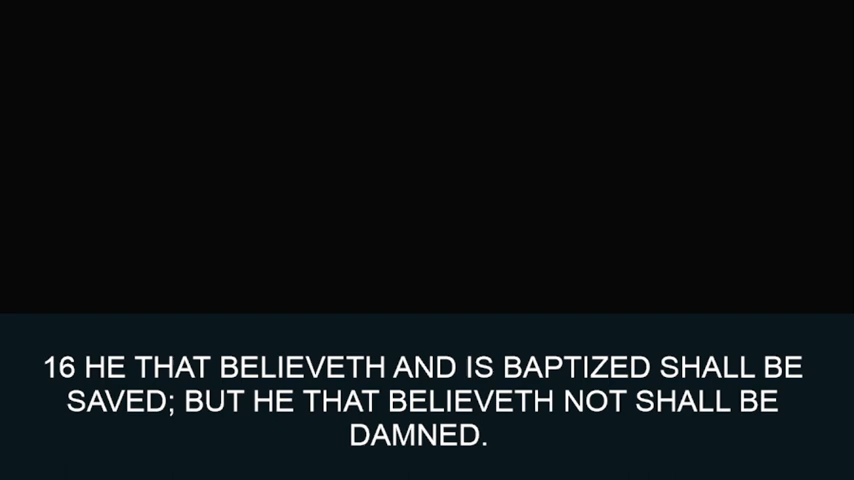 16 HE THAT BELIEVETH AND IS BAPTIZED SHALL BE
SAVED; BUT HE THAT BELIEVETH NOT SHALL BE
DAMNED.